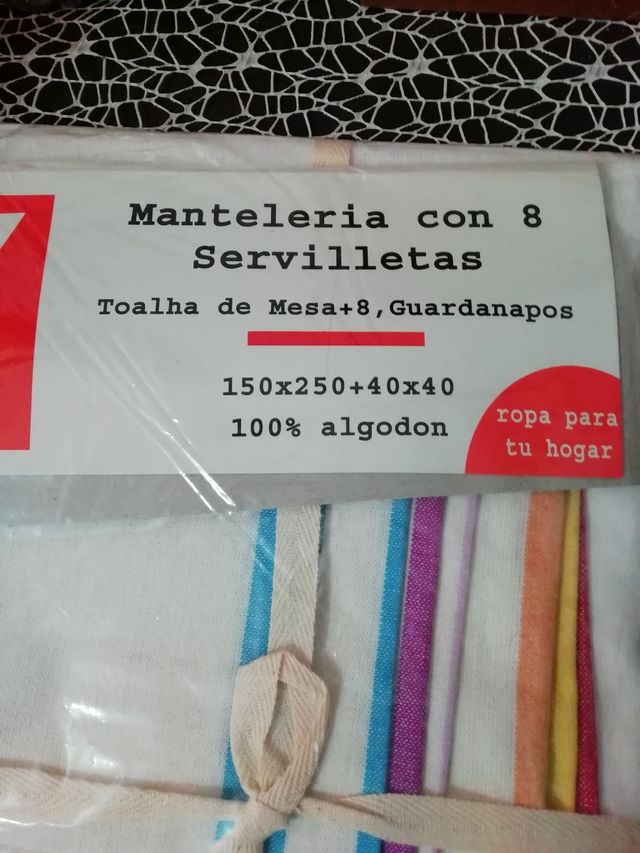 Manteleria con 8
Servilletas
Toalha de Mesa+8,Guardanapos
150x250+40x40
100% algodon
ropa para
tu hogar